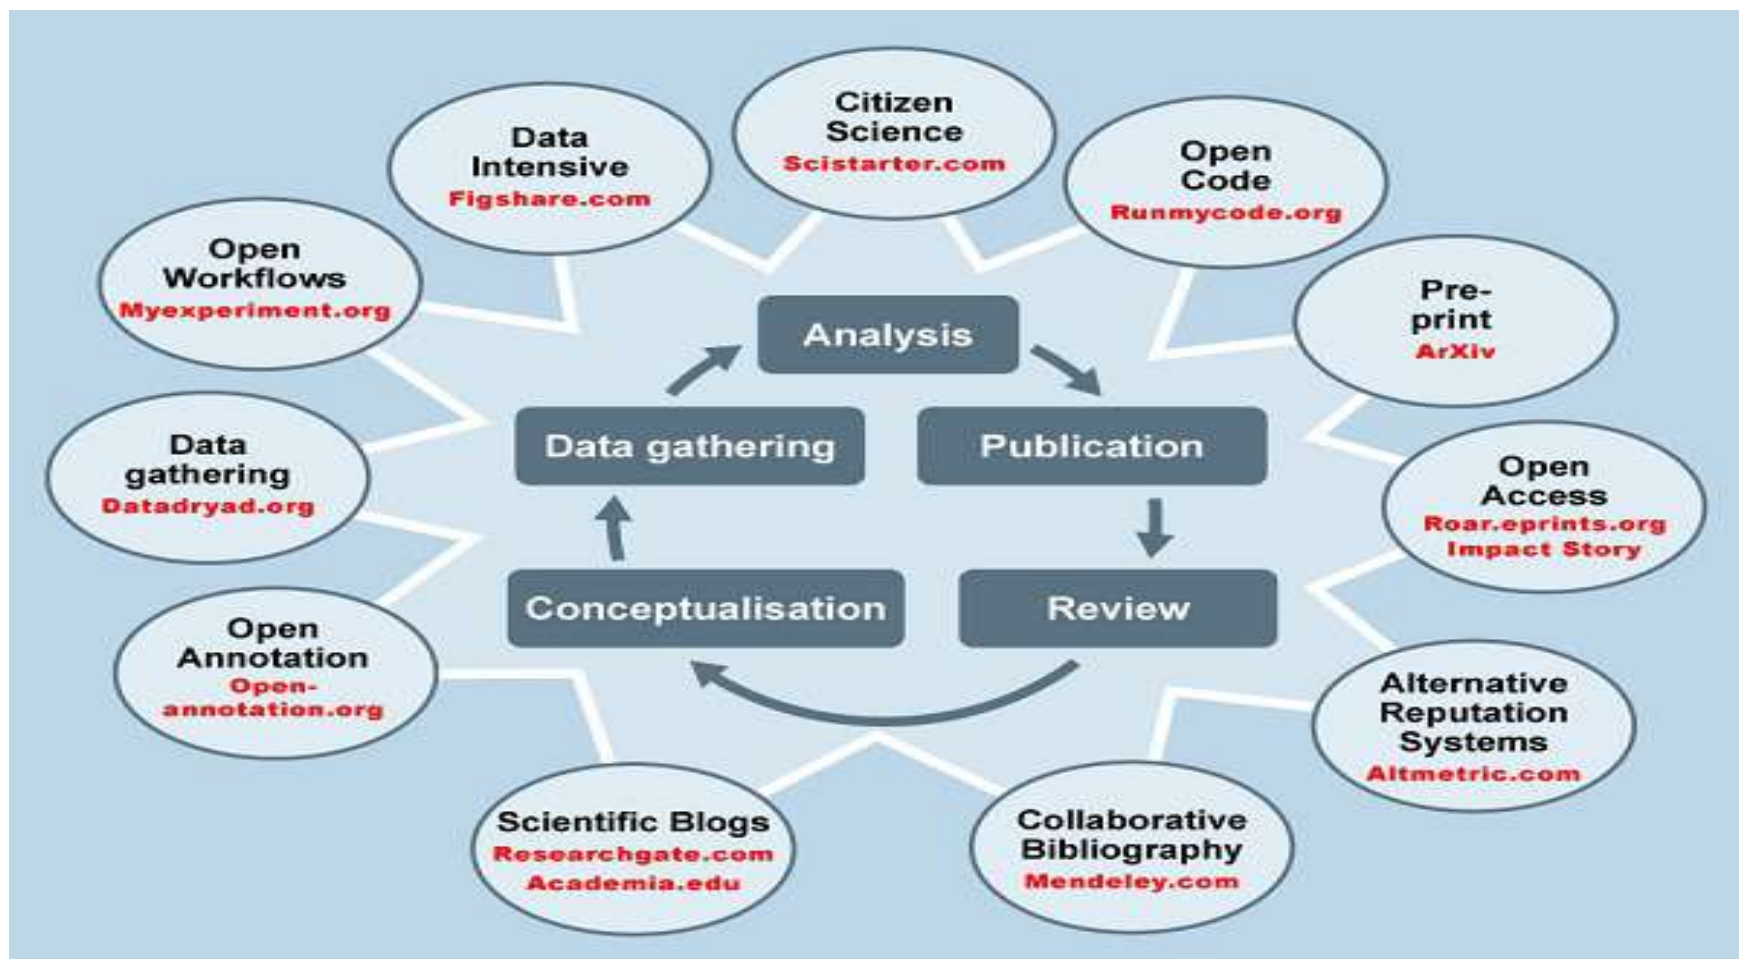 Citizen
Science
Scistarter.com
Data
Intensive
Figshare.com
Open
Code
Runmycode.org
Open
Workflows
Myexperiment.org
Pre-
print
ArXiv
Analysis
Data gathering
Publication
Data
gathering
Datadryad.org
Open
Access
Roar.eprints.org
Impact Story
Conceptualisation
Review
Open
Annotation
Open-
annotation.org
Alternative
Reputation
Systems
Altmetric.com
Scientific Blogs
Researchgate.com
Academia.edu
Collaborative
Bibliography
Mendeley.com